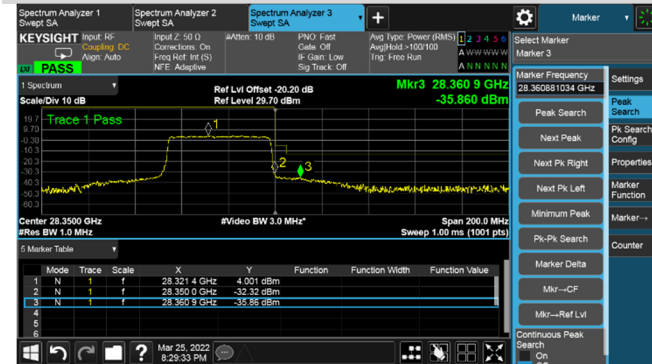 Spectrum Analyzer 1
Swept SA
Spectrum Analyzer 2
Swept SA
Spectrum Analyzer 3
Swept SA
KEYSIGHT
Input: RF
Coupling: DC
Align: Auto
Input Z: 50 Ω
Corrections: On
Freq Ref: Int (S)
NFE: Adaptive
#Atten: 10 dB
PNO: Fast
Gate: Off
IF Gain: Low
Sig Track: Off
Avg Type: Power (RMS)
Avg|Hold:>100/100
Trig: Free Run
1 2 3 4 5 6
A W W W W W
A N N N N N
PASS
1 Spectrum
Scale/Div 10 dB
Ref Lvl Offset -20.20 dB
Ref Level 29.70 dBm
Mkr3 28.360 9 GHz
-35.860 dBm
Trace 1 Pass
19.7
9.70
-0.30
-10.3
-20.3
-30.3
-40.3
-50.3
-60.3
1
2
3
Center 28.3500 GHz
#Res BW 1.0 MHz
#Video BW 3.0 MHz*
Span 200.0 MHz
Sweep 1.00 ms (1001 pts)
5 Marker Table
Mode Trace Scale X Y Function Function Width Function Value
1 N 1 f 28.321 4 GHz 4.001 dBm
2 N 1 f 28.350 0 GHz -32.32 dBm
3 N 1 f 28.360 9 GHz -35.86 dBm
4
5
6
Mar 25, 2022
8:29:33 PM
Marker
Select Marker
Marker 3
Marker Frequency
28.360881034 GHz
Peak Search
Next Peak
Next Pk Right
Next Pk Left
Minimum Peak
Pk-Pk Search
Marker Delta
Mkr→CF
Mkr→Ref Lvl
Continuous Peak
Search
On
Settings
Peak
Search
Pk Search
Config
Properties
Marker
Function
Marker→
Counter